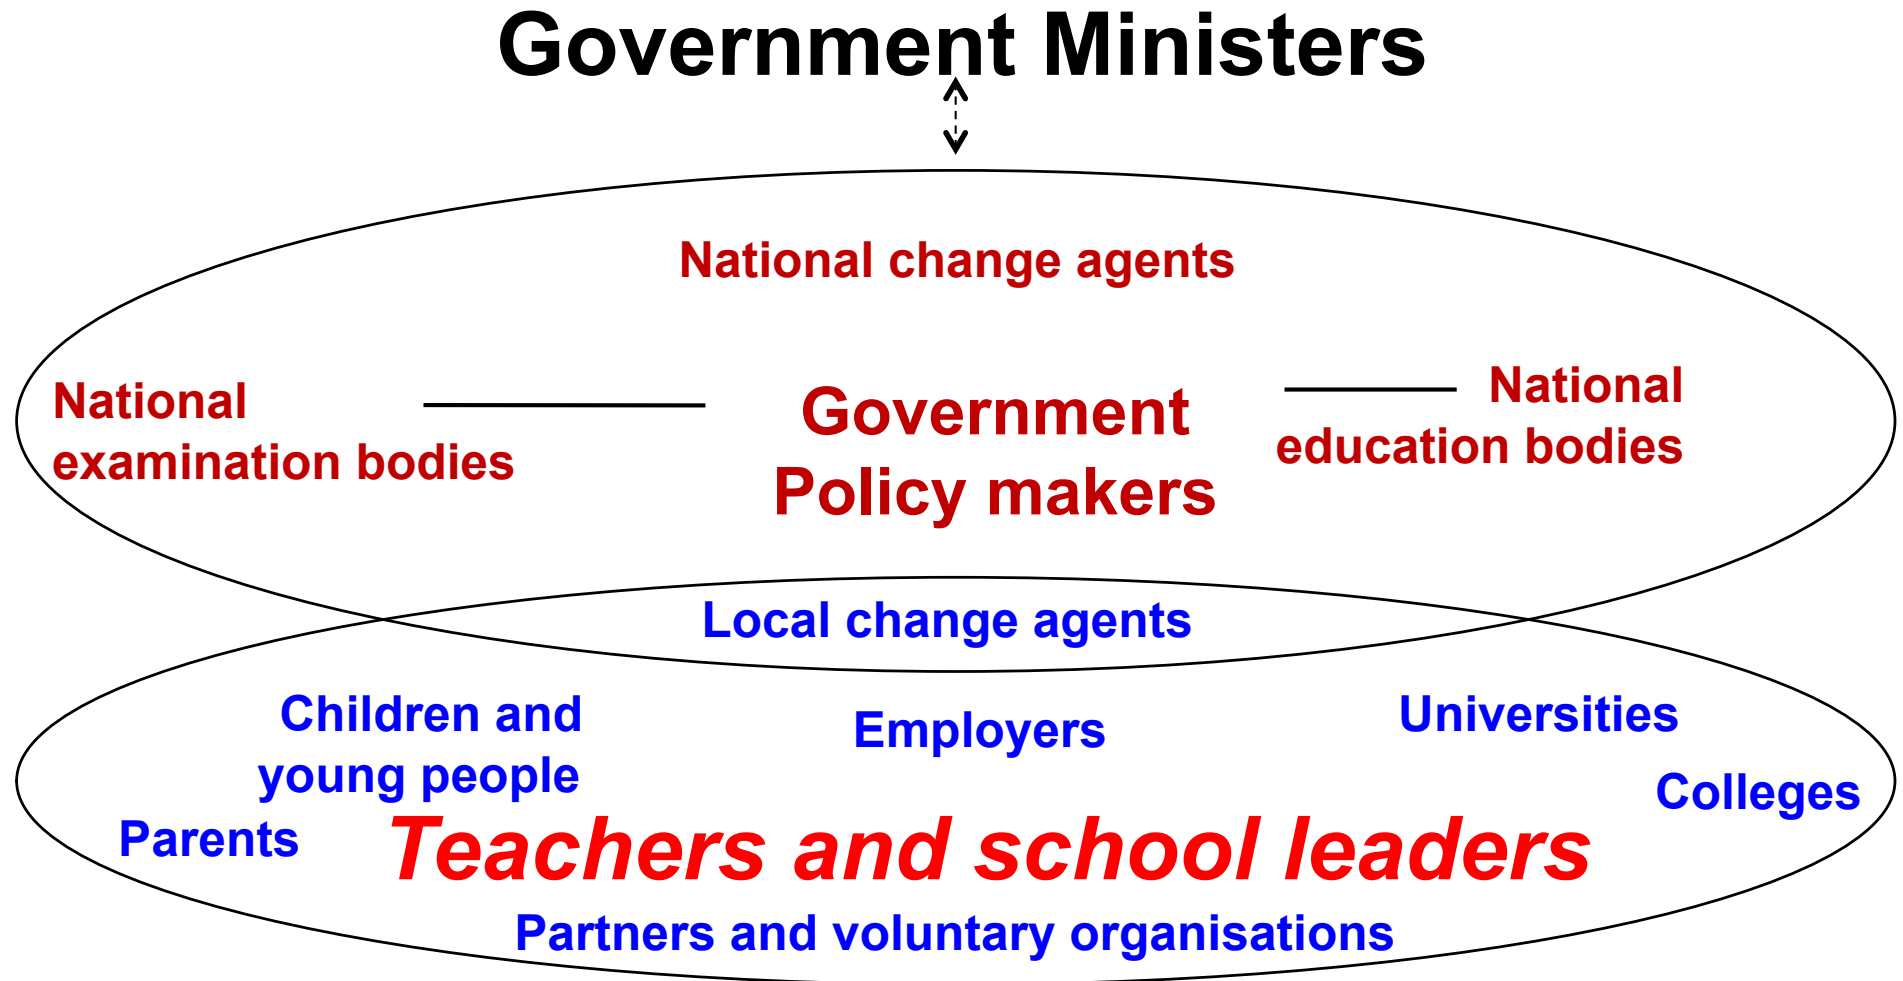 Government Ministers
National change agents
National
examination bodies
Government
Policy makers
National
education bodies
Local change agents
Children and
young people
Employers
Universities
Colleges
Parents
Teachers and school leaders
Partners and voluntary organisations